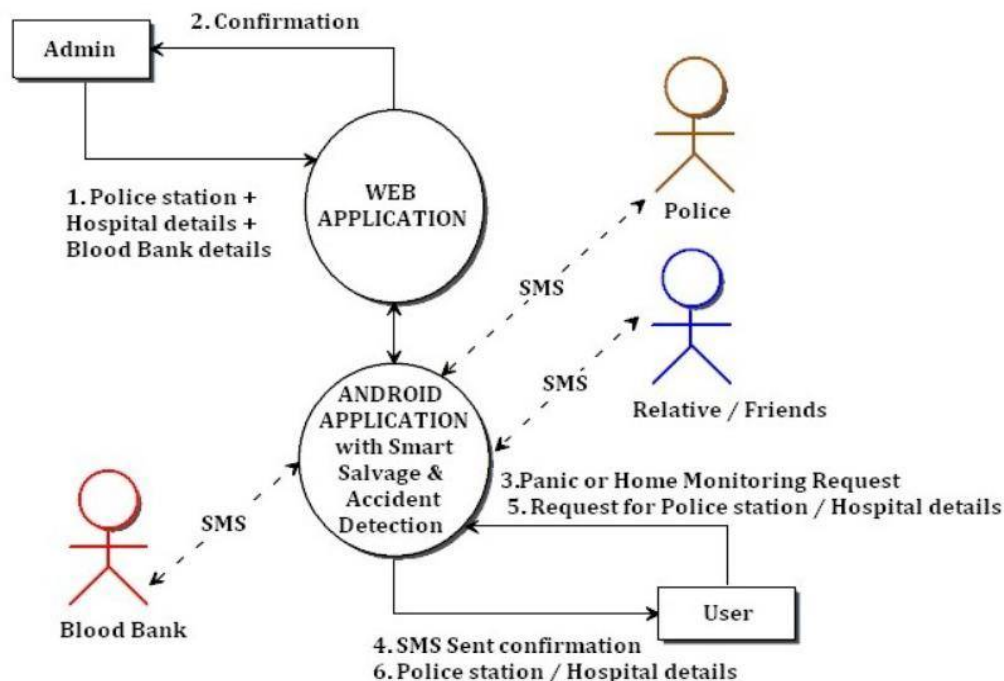 2. Confirmation
Admin
1. Police station +
Hospital details +
Blood Bank details
WEB
APPLICATION
Police
SMS
SMS
Relative / Friends
ANDROID
APPLICATION
with Smart
Salvage &
Accident
Detection
3.Panic or Home Monitoring Request
5. Request for Police station / Hospital details
SMS
Blood Bank
User
4. SMS Sent confirmation
6. Police station / Hospital details